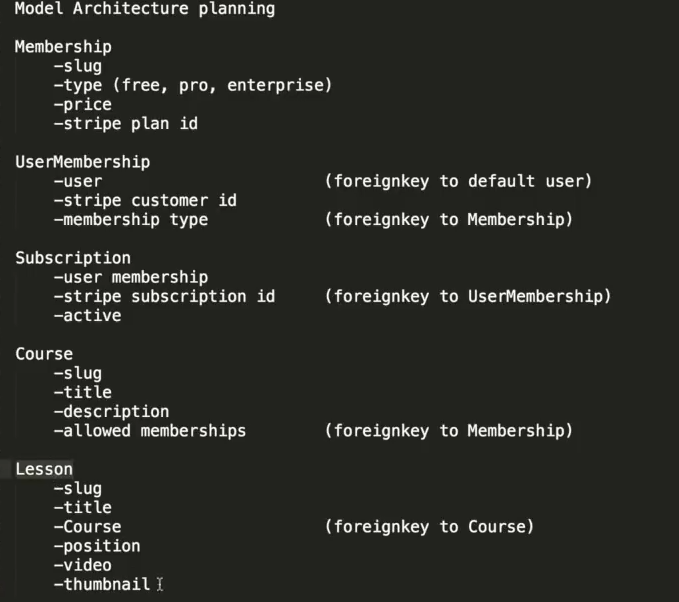 Model Architecture planning
Membership
-slug
-type (free, pro, enterprise)
-price
-stripe plan id
UserMembership
-user (foreignkey to default user)
-stripe customer id
-membership type (foreignkey to Membership)
Subscription
-user membership
-stripe subscription id (foreignkey to UserMembership)
-active
Course
-slug
-title
-description
-allowed memberships (foreignkey to Membership)
Lesson
-slug
-title
-Course (foreignkey to Course)
-position
-video
-thumbnail